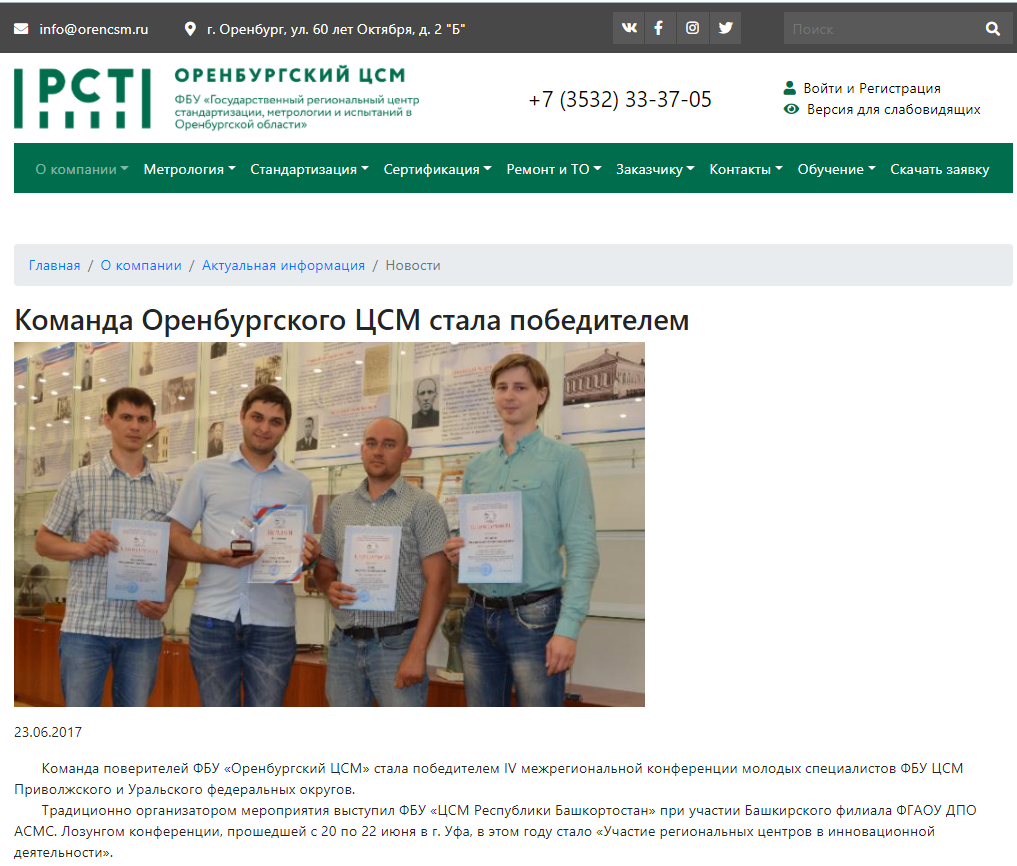 info@orencsm.ru
г. Оренбург, ул. 60 лет Октября, д. 2 "Б"
Поиск
РСТ
ОРЕНБУРГСКИЙ ЦСМ
ФБУ «Государственный региональный центр
стандартизации, метрологии и испытаний в
Оренбургской области»
+7 (3532) 33-37-05
Войти и Регистрация
Версия для слабовидящих
О компании Метрология Стандартизация Сертификация Ремонт и ТО Заказчику Контакты Обучение Скачать заявку
Главная / О компании / Актуальная информация / Новости
Команда Оренбургского ЦСМ стала победителем
23.06.2017
Команда поверителей ФБУ «Оренбургский ЦСМ» стала победителем IV межрегиональной конференции молодых специалистов ФБУ ЦСМ
Приволжского и Уральского федеральных округов.
Традиционно организатором мероприятия выступил ФБУ «ЦСМ Республики Башкортостан» при участии Башкирского филиала ФГАОУ ДПО
АСМС. Лозунгом конференции, прошедшей с 20 по 22 июня в г. Уфа, в этом году стало «Участие региональных центров в инновационной
деятельности».